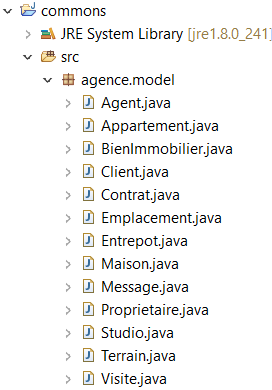 commons
JRE System Library [jre1.8.0_241]
src
agence.model
Agent.java
Appartement.java
BienImmobilier.java
Client.java
Contrat.java
Emplacement.java
Entrepot.java
Maison.java
Message.java
Proprietaire.java
Studio.java
Terrain.java
Visite.java